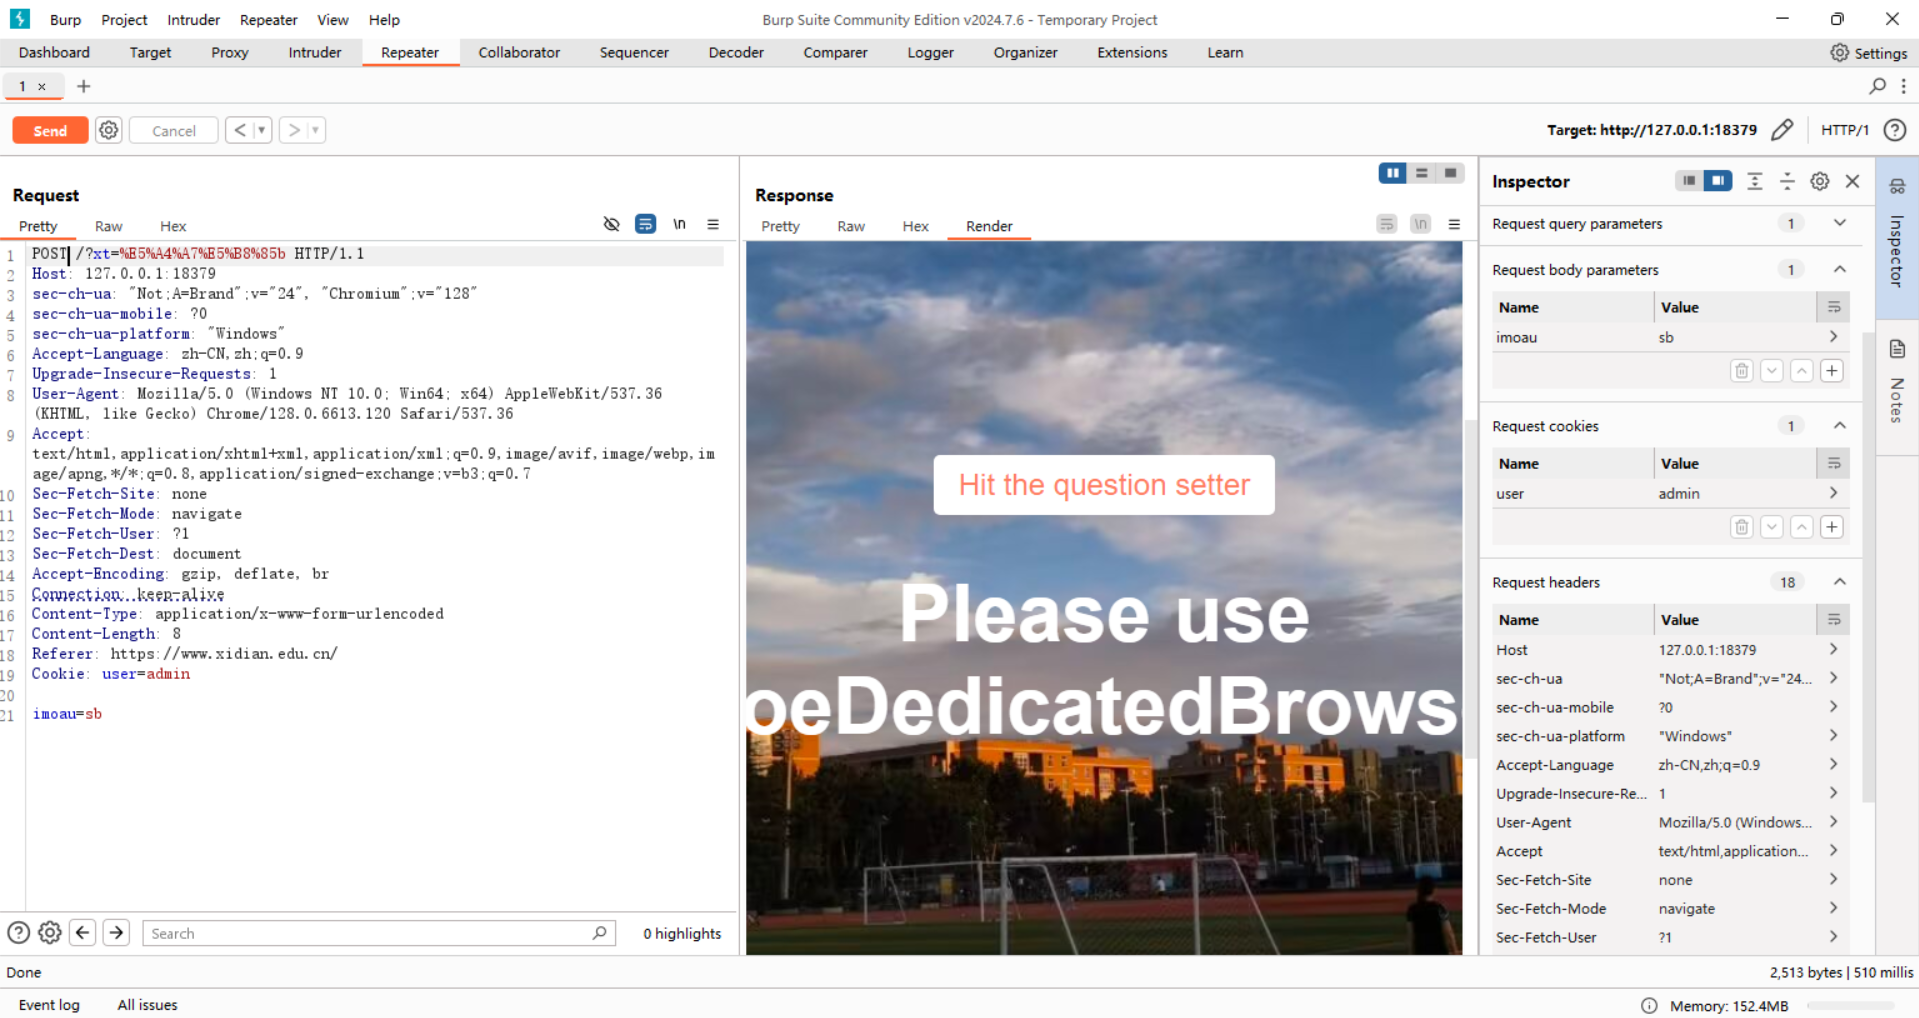 Burp Project Intruder Repeater View Help
Burp Suite Community Edition v2024.7.6 - Temporary Project
Dashboard Target Proxy Intruder Repeater Collaborator Sequencer Decoder Comparer Logger Organizer Extensions Learn
Settings
1 ×
Send Cancel
Target: http://127.0.0.1:18379
HTTP/1
Request
Pretty Raw Hex
\n
1 POST /?xt=%E5%A4%A7%E5%B8%85b HTTP/1.1
2 Host: 127.0.0.1:18379
3 sec-ch-ua: "Not;A=Brand";v="24", "Chromium";v="128"
4 sec-ch-ua-mobile: ?0
5 sec-ch-ua-platform: "Windows"
6 Accept-Language: zh-CN,zh;q=0.9
7 Upgrade-Insecure-Requests: 1
8 User-Agent: Mozilla/5.0 (Windows NT 10.0; Win64; x64) AppleWebKit/537.36
(KHTML, like Gecko) Chrome/128.0.6613.120 Safari/537.36
9 Accept:
text/html,application/xhtml+xml,application/xml;q=0.9,image/avif,image/webp,im
age/apng,*/*;q=0.8,application/signed-exchange;v=b3;q=0.7
10 Sec-Fetch-Site: none
11 Sec-Fetch-Mode: navigate
12 Sec-Fetch-User: ?1
13 Sec-Fetch-Dest: document
14 Accept-Encoding: gzip, deflate, br
15 Connection: keep-alive
16 Content-Type: application/x-www-form-urlencoded
17 Content-Length: 8
18 Referer: https://www.xidian.edu.cn/
19 Cookie: user=admin
20
21 imoau=sb
Search
0 highlights
Response
Pretty Raw Hex Render
\n
Hit the question setter
Please use
oeDedicatedBrows
Inspector
Request query parameters 1
Request body parameters 1
Name Value
imoau sb
Request cookies 1
Name Value
user admin
Request headers 18
Name Value
Host 127.0.0.1:18379
sec-ch-ua "Not;A=Brand";v="24...
sec-ch-ua-mobile ?0
sec-ch-ua-platform "Windows"
Accept-Language zh-CN,zh;q=0.9
Upgrade-Insecure-Re... 1
User-Agent Mozilla/5.0 (Windows...
Accept text/html,application...
Sec-Fetch-Site none
Sec-Fetch-Mode navigate
Sec-Fetch-User ?1
Inspector
Notes
Done
2,513 bytes | 510 millis
Event log All issues
Memory: 152.4MB